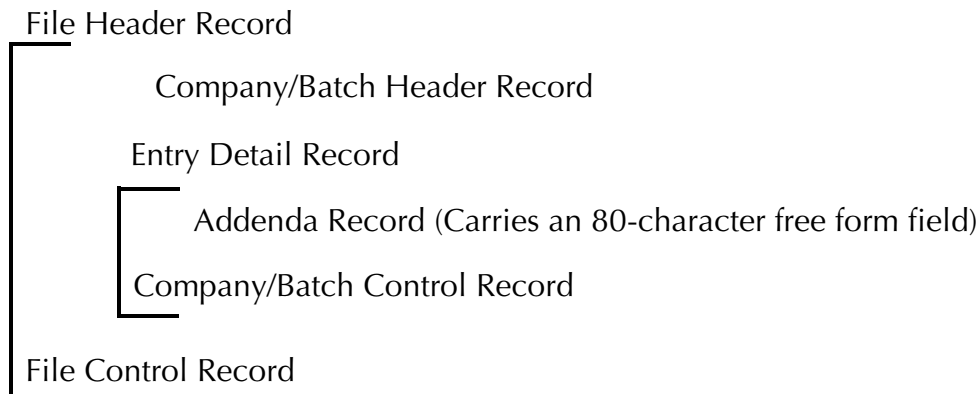 File Header Record
Company/Batch Header Record
Entry Detail Record
Addenda Record (Carries an 80-character free form field)
Company/Batch Control Record
File Control Record